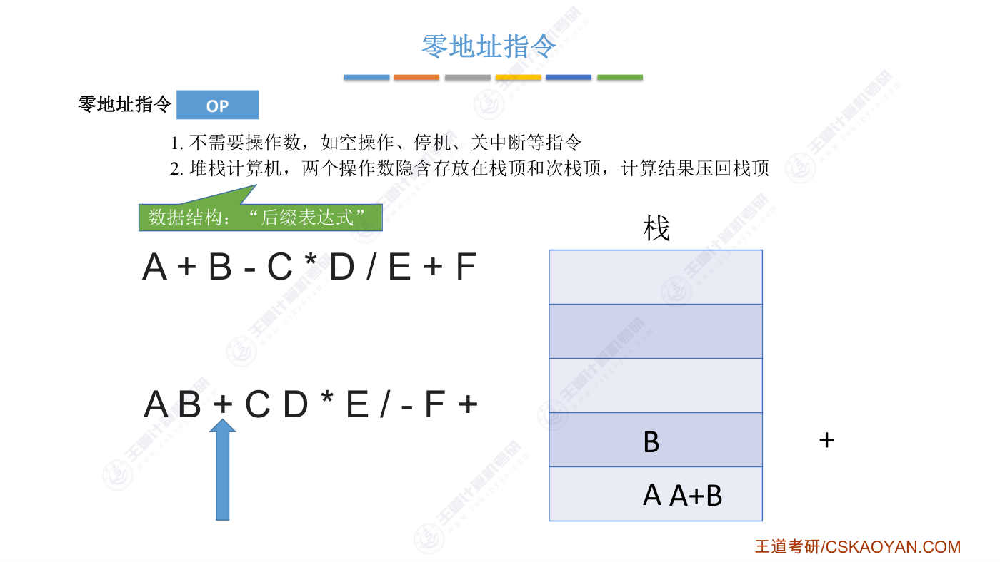 零地址指令
零地址指令 OP
1. 不需要操作数，如空操作、停机、关中断等指令
2. 堆栈计算机，两个操作数隐含存放在栈顶和次栈顶，计算结果压回栈顶
数据结构：“后缀表达式”
栈
A + B - C * D / E + F
A B + C D * E / - F +
B
+
A A+B
王道考研/CSKAOYAN.COM